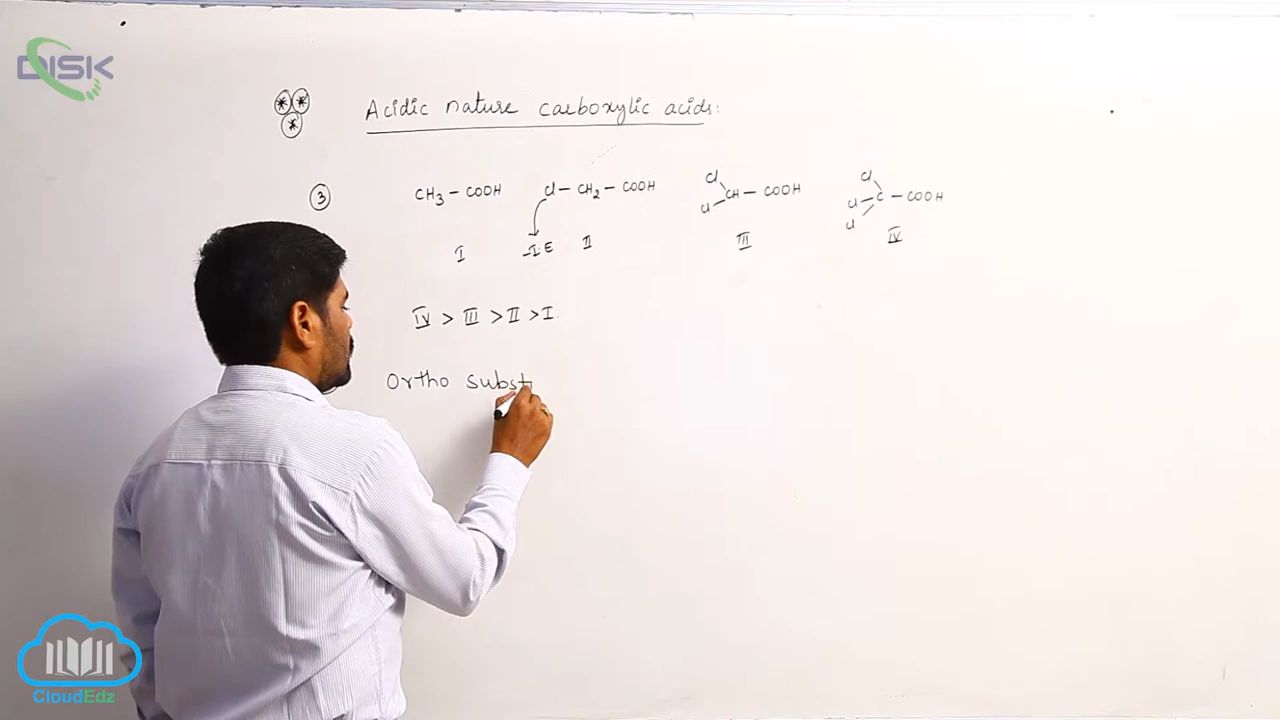 DISK
Acidic nature carboxylic acids:
③ CH3 — COOH Cl — CH2 — COOH Cl Cl CH — COOH Cl Cl Cl C — COOH
I -I.E II III IV
IV > III > II > I
Ortho subst
CloudEdz